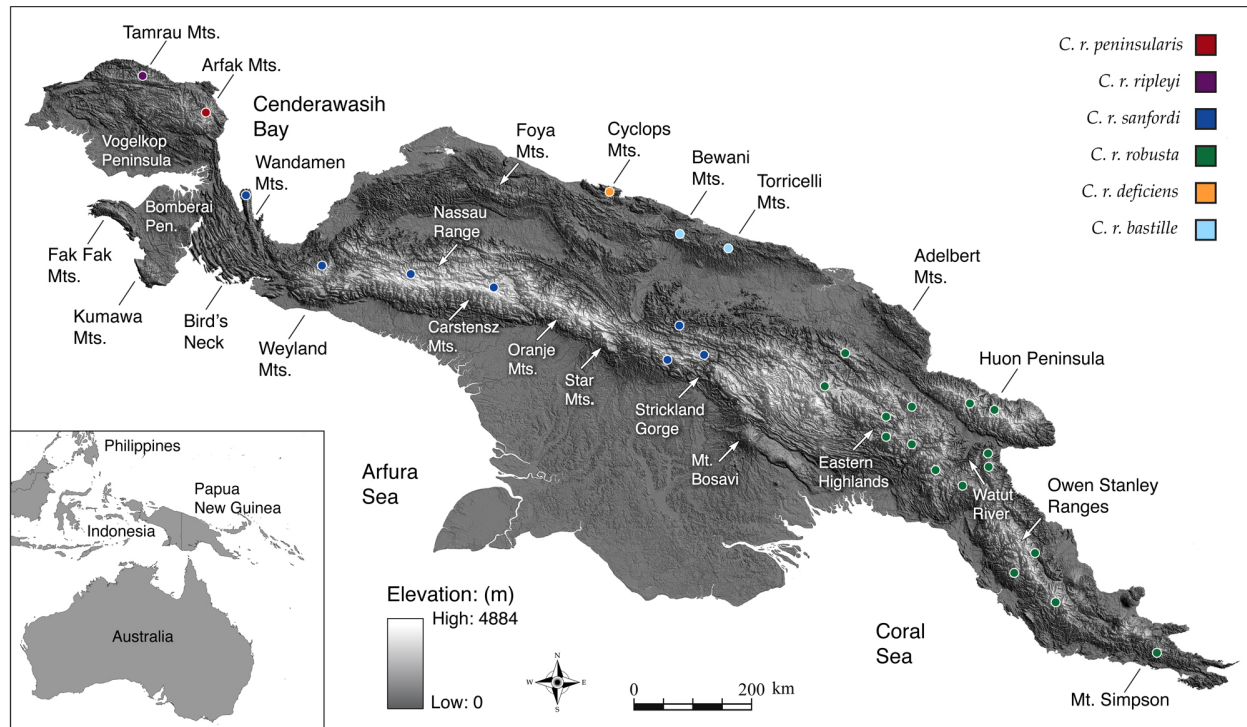 Tamrau Mts.
Arfak Mts.
Cenderawasih
Bay
Vogelkop
Peninsula
Wandamen
Mts.
Foya
Mts.
Cyclops
Mts.
Bewani
Mts.
Torricelli
Mts.
C. r. peninsularis
C. r. ripleyi
C. r. sanfordi
C. r. robusta
C. r. deficiens
C. r. bastille
Bomberai
Pen.
Nassau
Range
Fak Fak
Mts.
Kumawa
Mts.
Bird's
Neck
Weyland
Mts.
Carstensz
Mts.
Oranje
Mts.
Star
Mts.
Strickland
Gorge
Mt.
Bosavi
Adelbert
Mts.
Huon Peninsula
Eastern
Highlands
Watut
River
Owen Stanley
Ranges
Arfura
Sea
Coral
Sea
Mt. Simpson
Philippines
Papua
New Guinea
Indonesia
Australia
Elevation: (m)
High: 4884
Low: 0
N
W
E
S
0
200
km